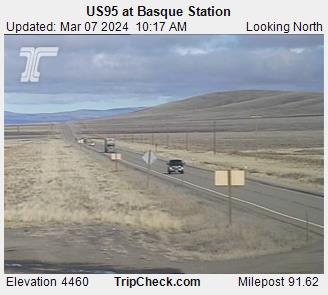 US95 at Basque Station
Updated: Mar 07 2024 10:17 AM Looking North
Elevation 4460 TripCheck.com Milepost 91.62